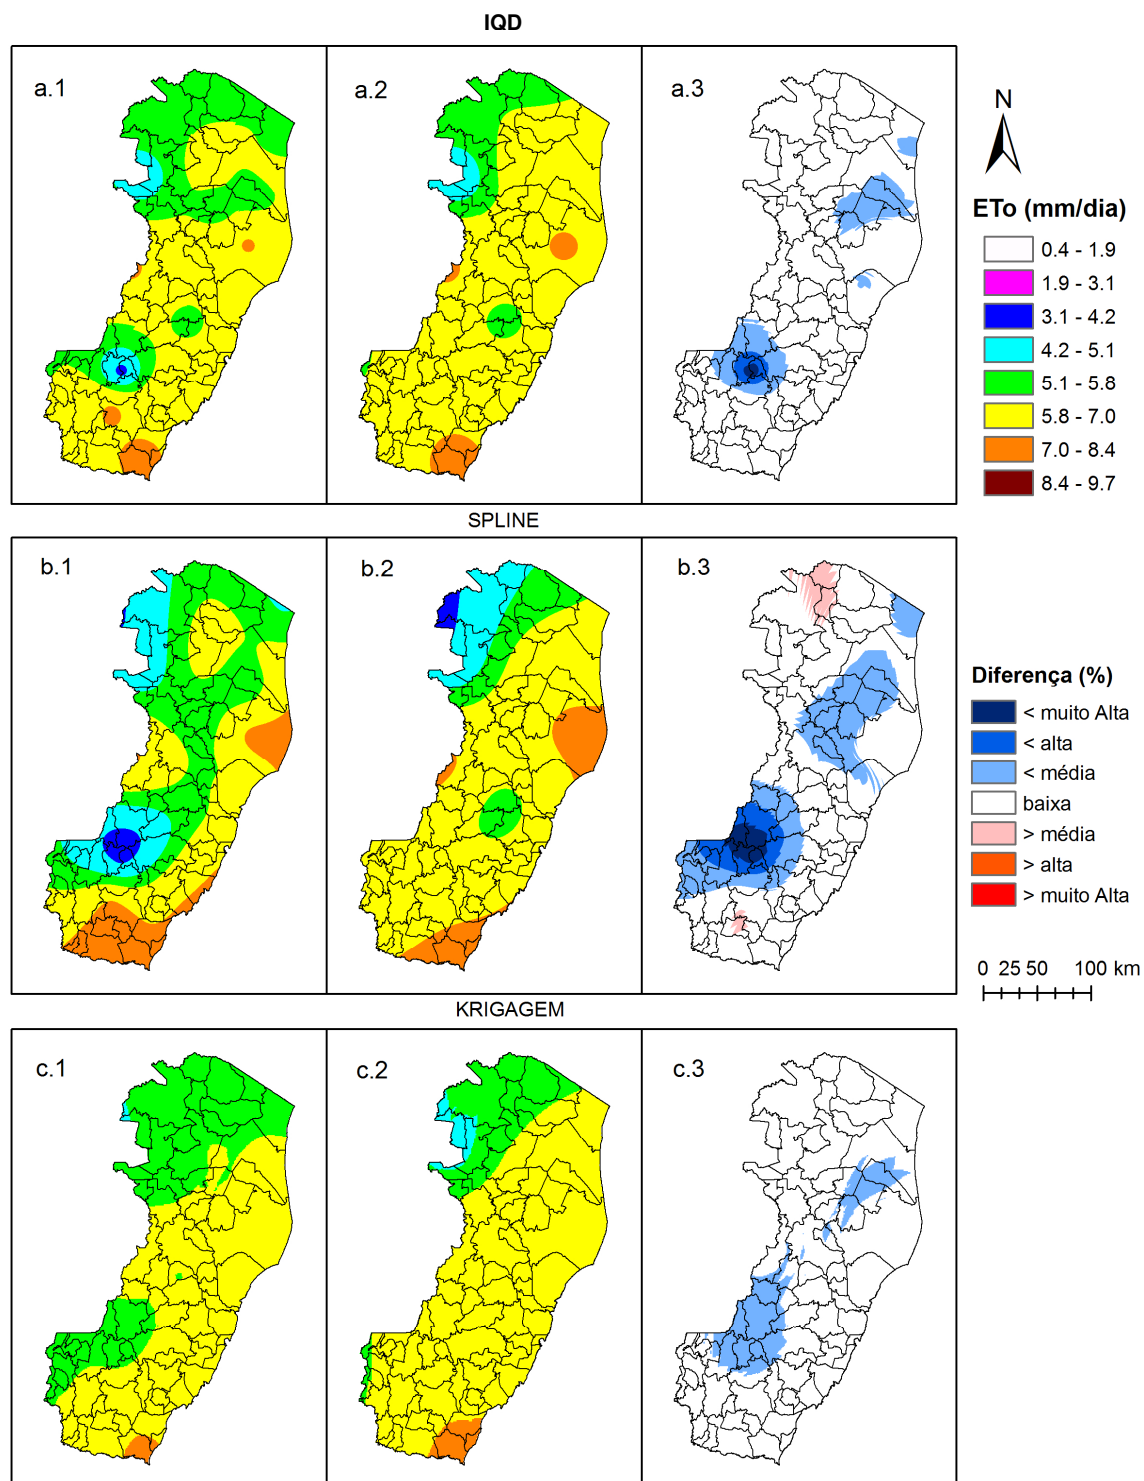 IQD
a.1
a.2
a.3
N
ETo (mm/dia)
0.4 - 1.9
1.9 - 3.1
3.1 - 4.2
4.2 - 5.1
5.1 - 5.8
5.8 - 7.0
7.0 - 8.4
8.4 - 9.7
SPLINE
b.1
b.2
b.3
Diferença (%)
< muito Alta
< alta
< média
baixa
> média
> alta
> muito Alta
0 25 50 100 km
KRIGAGEM
c.1
c.2
c.3